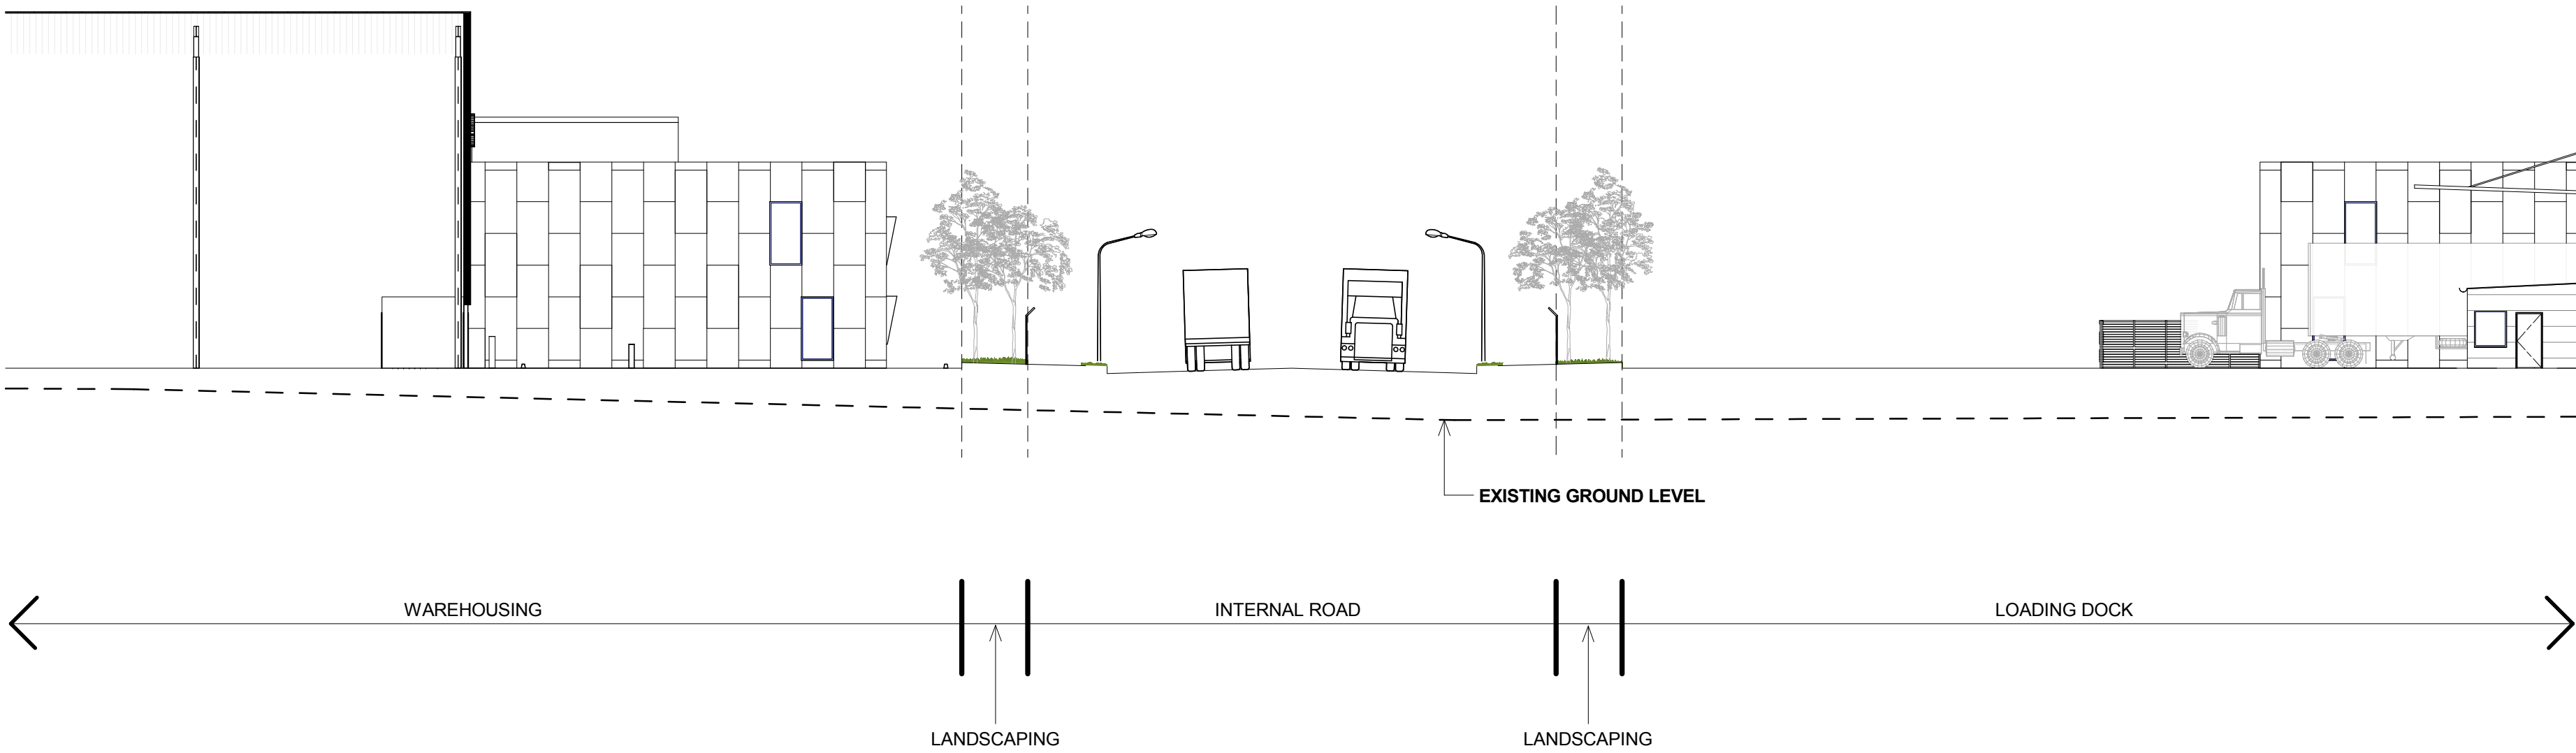 EXISTING GROUND LEVEL
WAREHOUSING
INTERNAL ROAD
LOADING DOCK
LANDSCAPING
LANDSCAPING